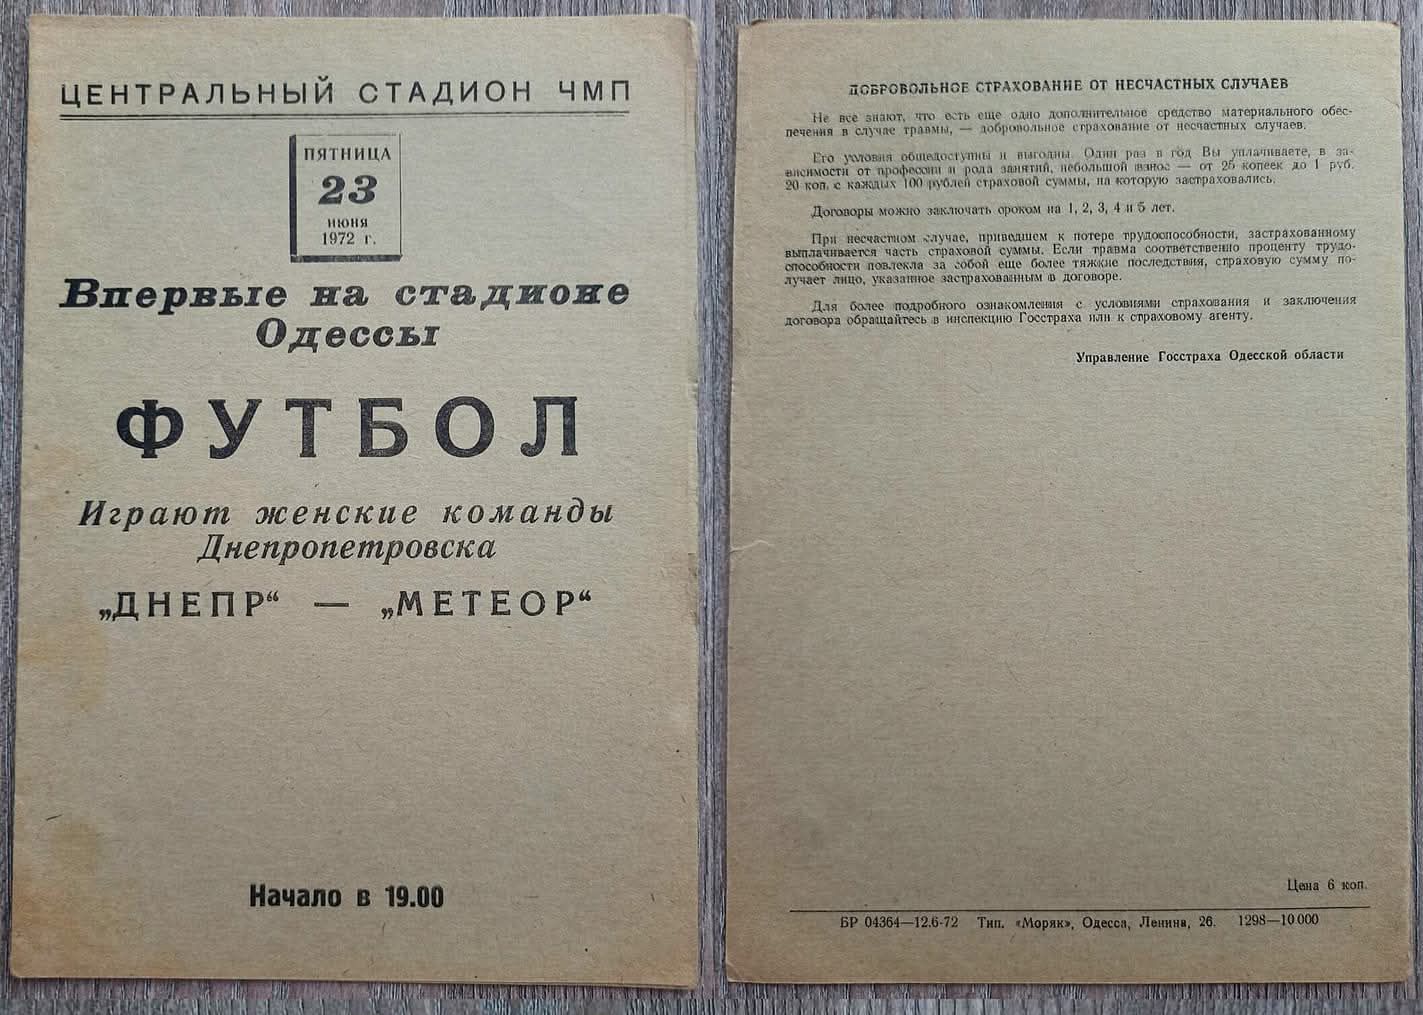 ЦЕНТРАЛЬНЫЙ СТАДИОН ЧМП
ПЯТНИЦА
23
ИЮНЯ
1972 г.
Впервые на стадионе
Одессы
ФУТБОЛ
Играют женские команды
Днепропетровска
„ДНЕПР“ — „МЕТЕОР“
Начало в 19.00
ДОБРОВОЛЬНОЕ СТРАХОВАНИЕ ОТ НЕСЧАСТНЫХ СЛУЧАЕВ
Не все знают, что есть еще одно дополнительное средство материального обес-
печения в случае травмы, — добровольное страхование от несчастных случаев.
Его условия общедоступны и выгодны. Один раз в год Вы уплачиваете, в за-
висимости от профессии и рода занятий, небольшой взнос — от 25 копеек до 1 руб.
20 коп. с каждых 100 рублей страховой суммы, на которую застраховались.
Договоры можно заключать сроком на 1, 2, 3, 4 и 5 лет.
При несчастном случае, приведшем к потере трудоспособности, застрахованному
выплачивается часть страховой суммы. Если травма соответственно проценту трудо-
способности повлекла за собой еще более тяжкие последствия, страховую сумму по-
лучает лицо, указанное застрахованным в договоре.
Для более подробного ознакомления с условиями страхования и заключения
договора обращайтесь в инспекцию Госстраха или к страховому агенту.
Управление Госстраха Одесской области
Цена 6 коп.
БР 04364—12.6-72 Тип. «Моряк», Одесса, Ленина, 26. 1298—10 000